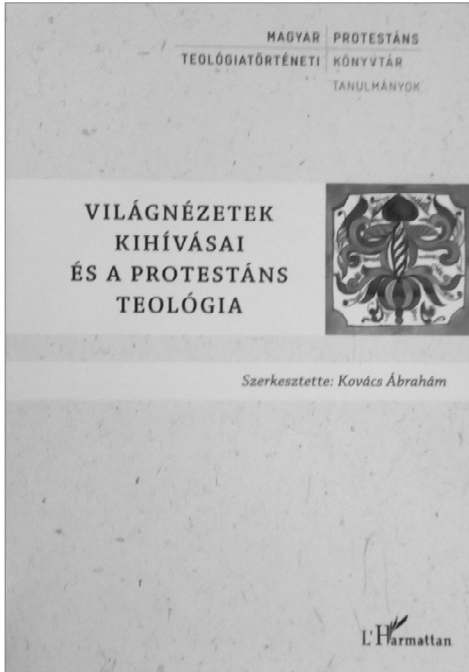 MAGYAR PROTESTÁNS
TEOLÓGIATÖRTÉNETI KÖNYVTÁR
TANULMÁNYOK
VILÁGNÉZETEK
KIHÍVÁSAI
ÉS A PROTESTÁNS
TEOLÓGIA
Szerkesztette: Kovács Ábrahám
L'Harmattan